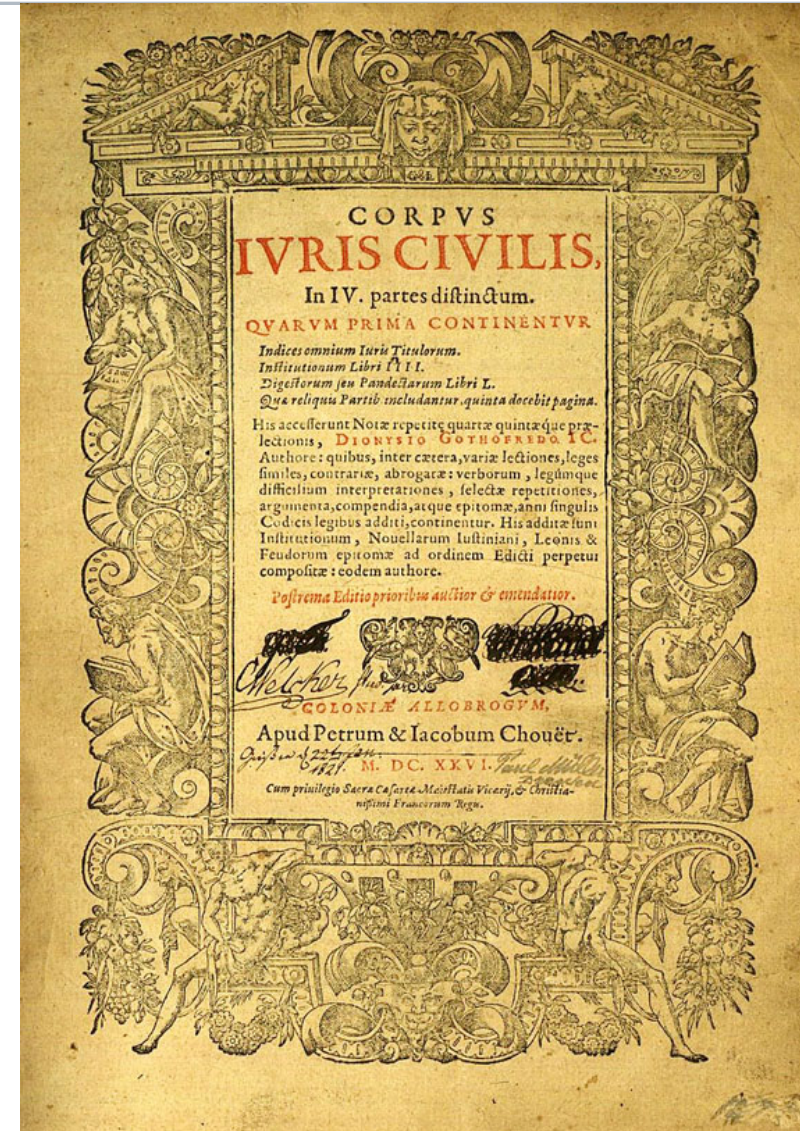 G&L
CORPVS
IVRIS CIVILIS,
In IV. partes distinctum.
QVARVM PRIMA CONTINENTVR
Indices omnium Iuris Titulorum.
Institutionum Libri IIII.
Digestorum seu Pandectarum Libri L.
Quæ reliquis Partib. includantur, quinta docebit pagina.
His accesserunt Notæ repetitę quartæ quintæque præ-
lectionis, DIONYSIO GOTHOFREDO IC.
Authore: quibus, inter cætera, variæ lectiones, leges
similes, contrariæ, abrogatæ: verborum, legúmque
difficilium interpretationes, selectæ repetitiones,
argumenta, compendia, atque epitomæ, anni singulis
Codicis legibus additi, continentur. His additæ sunt
Institutionum, Nouellarum Iustiniani, Leonis &
Feudorum epitomæ ad ordinem Edicti perpetui
compositæ: eodem authore.
Postrema Editio prioribus auctior & emendatior.
CWelcker
COLONIÆ ALLOBROGVM,
Apud Petrum & Iacobum Chouët.
1821.
M. DC. XXVI.
Paul Müller
Cum priuilegio Sacræ Cæsareæ Maiestatis Vicarij, & Christia-
nissimi Francorum Regis.